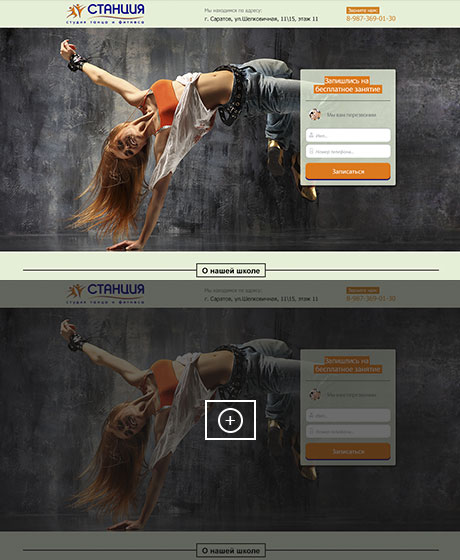 СТАНЦИЯ
студия танца и фитнеса
Мы находимся по адресу:
г. Саратов, ул.Шелковичная, 11\15, этаж 11
Звоните нам:
8-987-369-01-30
Запишись на
бесплатное занятие
Мы вам перезвоним
Имя...
Номер телефона...
Записаться
О нашей школе
СТАНЦИЯ
студия танца и фитнеса
Мы находимся по адресу:
г. Саратов, ул.Шелковичная, 11\15, этаж 11
Звоните нам:
8-987-369-01-30
Запишись на
бесплатное занятие
Мы вам перезвоним
Имя...
Номер телефона...
Записаться
О нашей школе